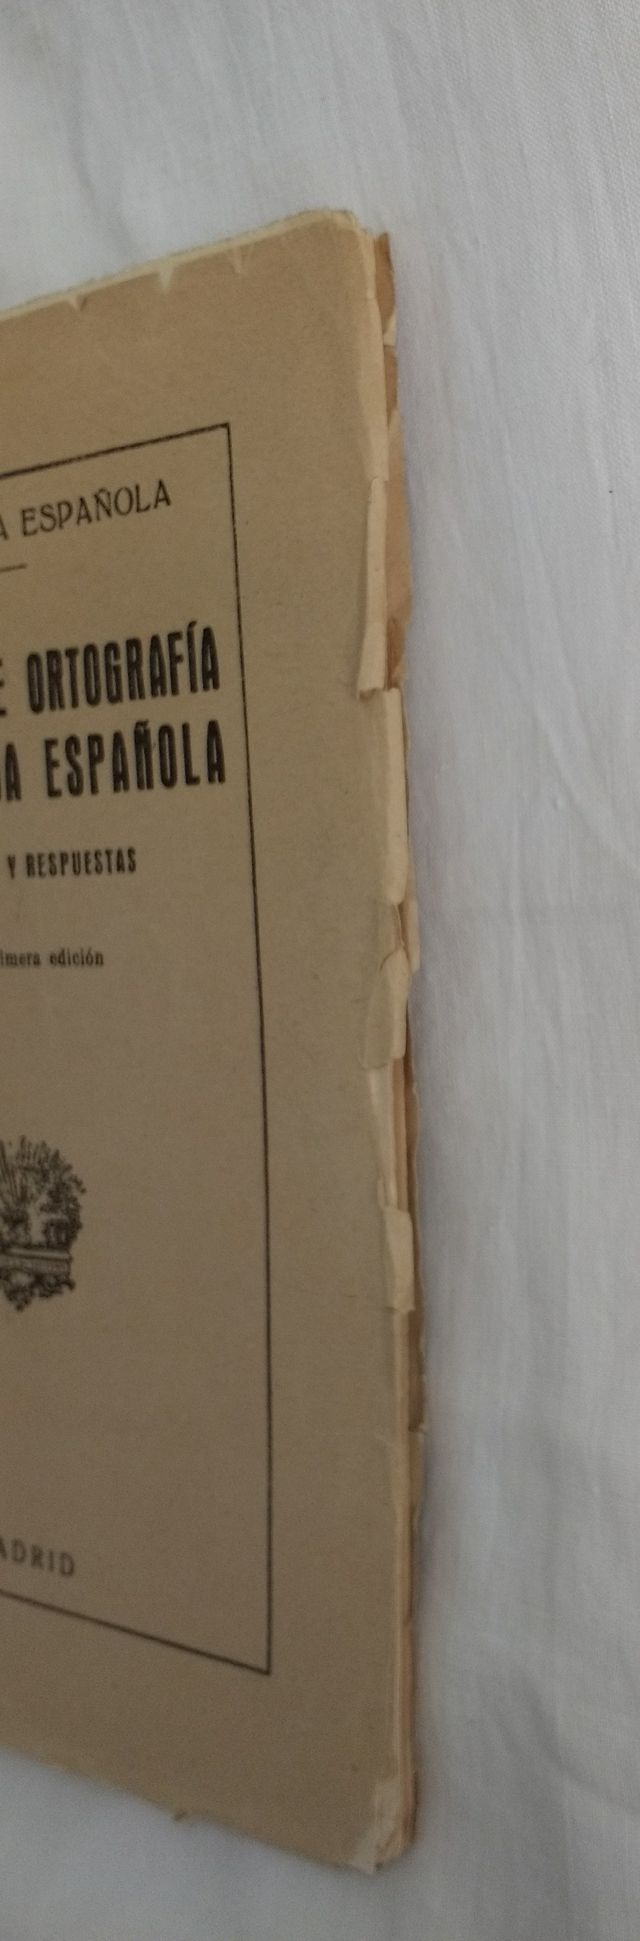 A ESPAÑOLA
E ORTOGRAFÍA
ESPAÑOLA
Y RESPUESTAS
imera edición
ADRID